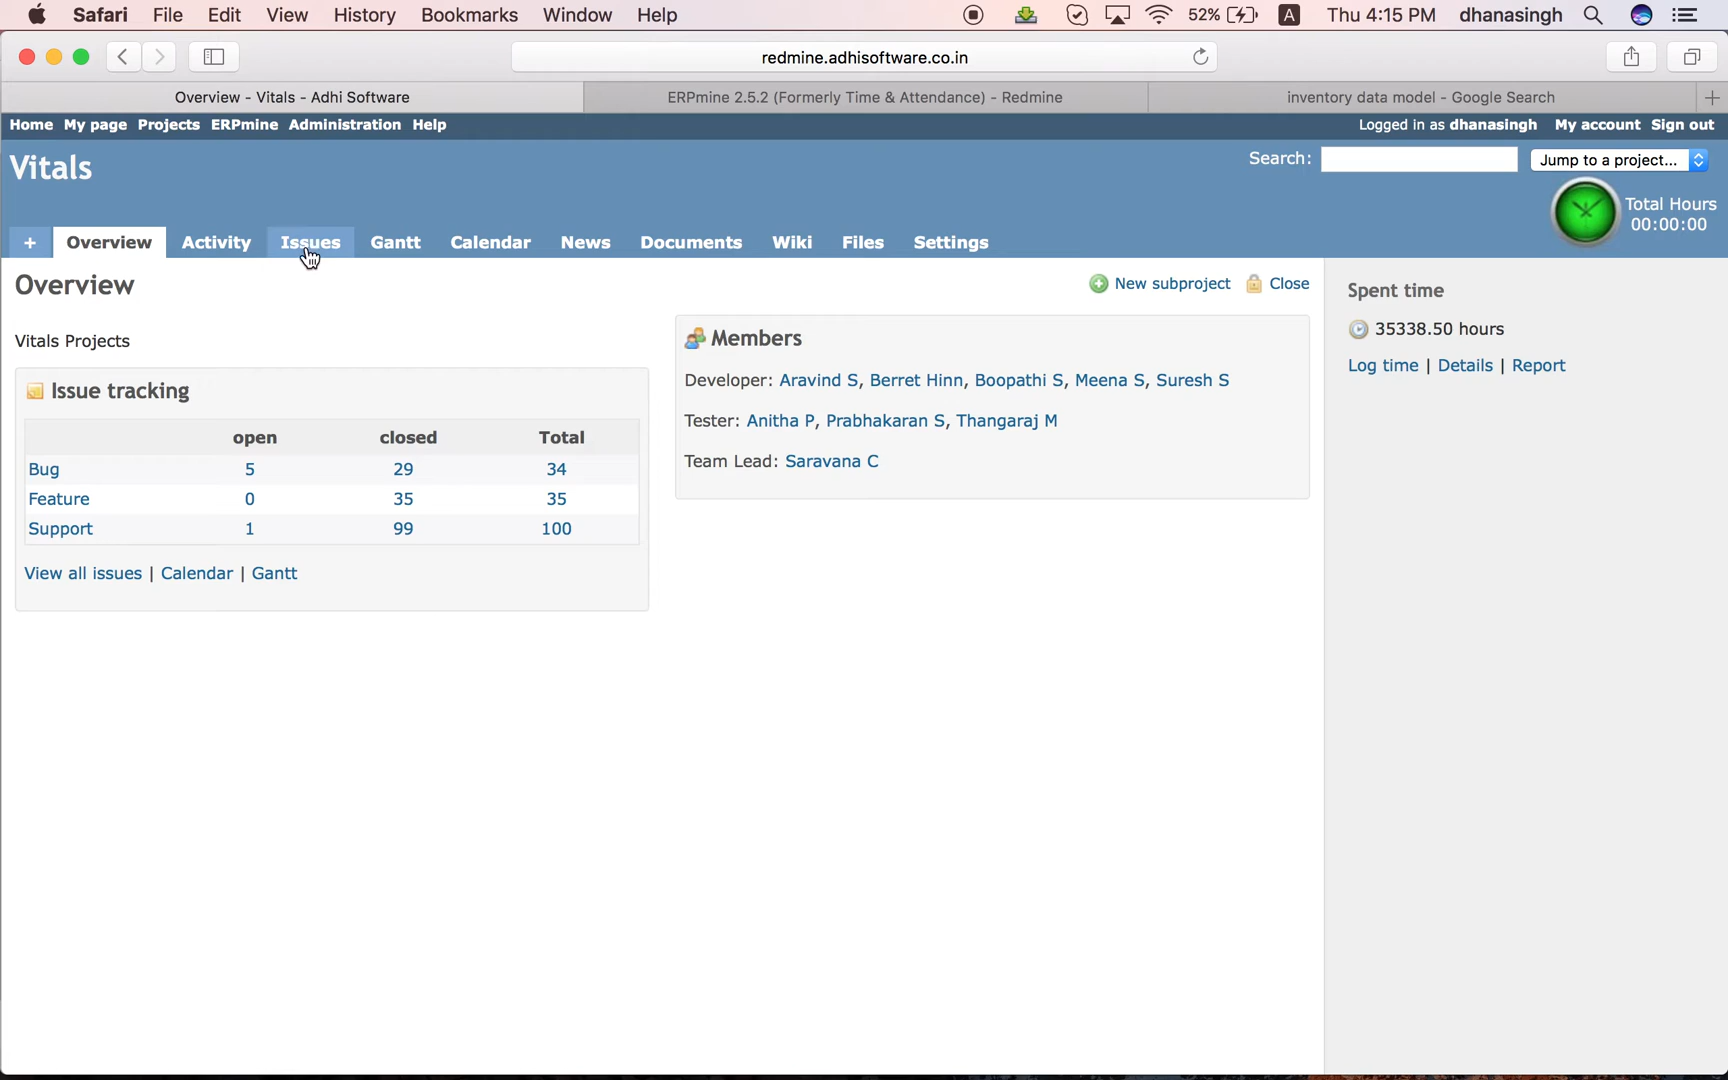 Safari File Edit View History Bookmarks Window Help 52% A Thu 4:15 PM dhanasingh
redmine.adhisoftware.co.in
Overview - Vitals - Adhi Software ERPmine 2.5.2 (Formerly Time & Attendance) - Redmine inventory data model - Google Search +
Home My page Projects ERPmine Administration Help Logged in as dhanasingh My account Sign out
Vitals Search: Jump to a project...
Total Hours
00:00:00
+ Overview Activity Issues Gantt Calendar News Documents Wiki Files Settings
Overview New subproject Close
Vitals Projects
Issue tracking
open closed Total
Bug 5 29 34
Feature 0 35 35
Support 1 99 100
View all issues | Calendar | Gantt
Members
Developer: Aravind S, Berret Hinn, Boopathi S, Meena S, Suresh S
Tester: Anitha P, Prabhakaran S, Thangaraj M
Team Lead: Saravana C
Spent time
35338.50 hours
Log time | Details | Report